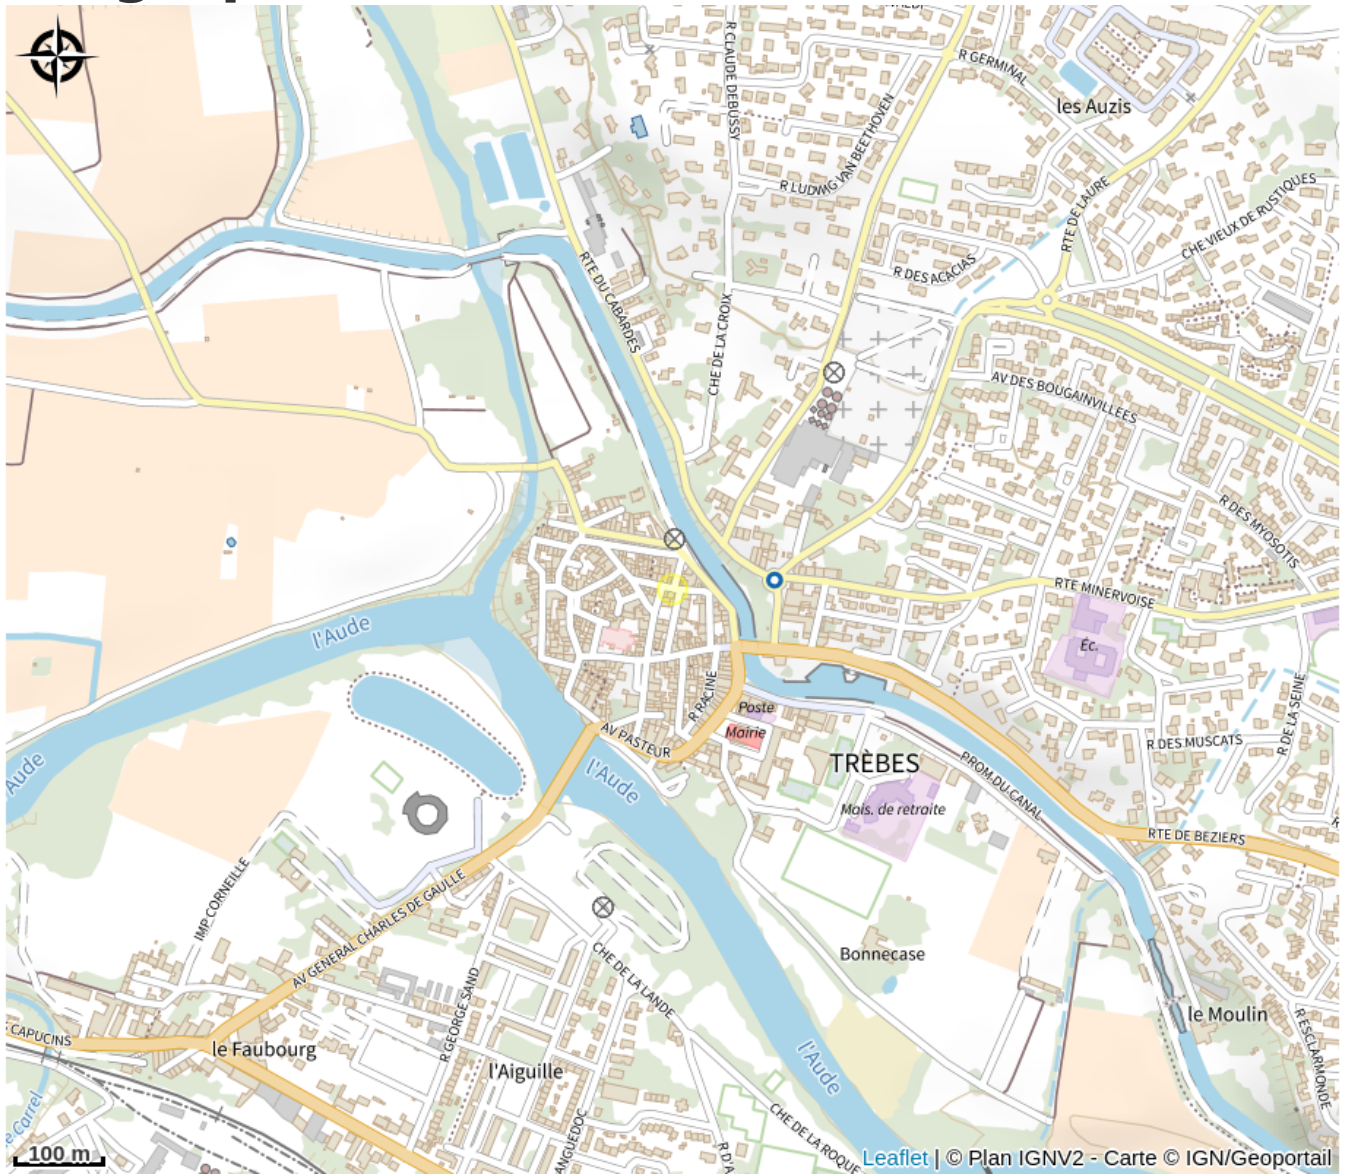 R CLAUDE DEBUSSY
R GERMINAL
les Auzis
R LUDWIG VAN BEETHOVEN
RTE DE LAURE
CHE VIEUX DE RUSTIQUES
RTE DU CABARDES
R DES ACACIAS
CHE DE LA CROIX
AV DES BOUGAINVILLEES
R DES MYOSOTIS
RTE MINERVOISE
l'Aude
Éc.
R RACINE
Poste
Mairie
AV PASTEUR
R DE LA SEINE
R DES MUSCATS
TRÈBES
l'Aude
l'Aude
PROM DU CANAL
Mais. de retraite
RTE DE BEZIERS
IMP CORNEILLE
AV GENERAL CHARLES DE GAULLE
Bonnecase
CHE DE LA LANDE
R GEORGE SAND
le Moulin
R ESCLARMONDE
CAPUCINS
le Faubourg
l'Aiguille
l'Aude
CHE DE LA ROQUE
ANGUEDOC
R D'A
Carrel
100 m
Leaflet | © Plan IGNV2 - Carte © IGN/Geoportail